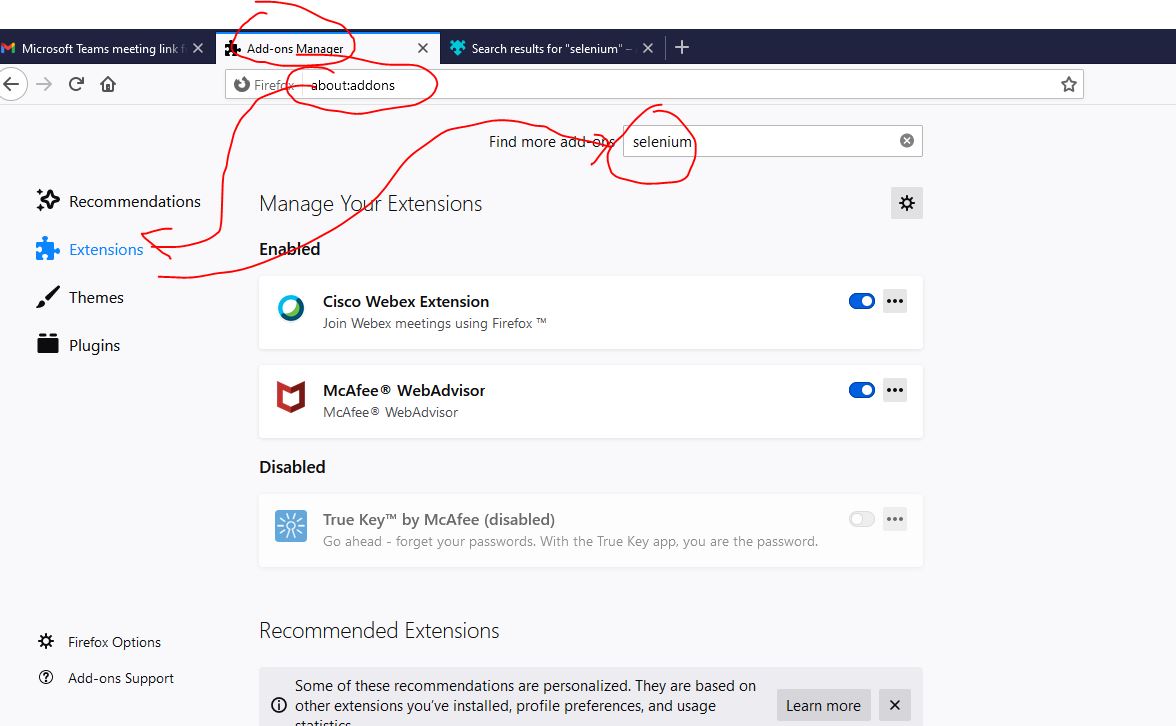 Microsoft Teams meeting link f
Add-ons Manager
Search results for "selenium" –
Firefox
about:addons
Find more add-ons
selenium
Recommendations
Extensions
Themes
Plugins
Manage Your Extensions
Enabled
Cisco Webex Extension
Join Webex meetings using Firefox ™
McAfee® WebAdvisor
McAfee® WebAdvisor
Disabled
True Key™ by McAfee (disabled)
Go ahead - forget your passwords. With the True Key app, you are the password.
Recommended Extensions
Firefox Options
Add-ons Support
Some of these recommendations are personalized. They are based on
other extensions you've installed, profile preferences, and usage
statistics.
Learn more